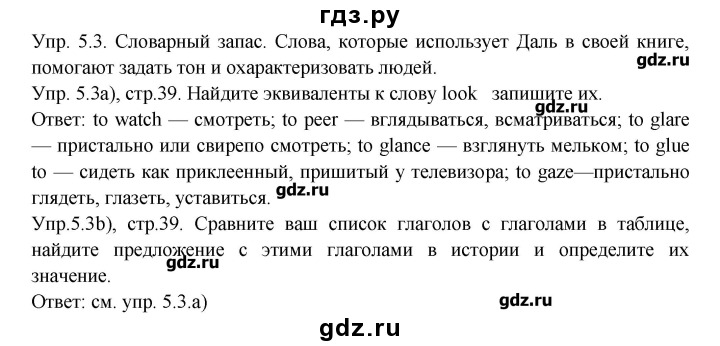 гдз.ру
Упр. 5.3. Словарный запас. Слова, которые использует Даль в своей книге,
помогают задать тон и охарактеризовать людей.
gdz.ru
Упр. 5.3а), стр.39. Найдите эквиваленты к слову look запишите их.
gdz.ru
Ответ: to watch — смотреть; to peer — вглядываться, всматриваться; to glare
— пристально или свирепо смотреть; to glance — взглянуть мельком; to glue
to — сидеть как приклеенный, пришитый у телевизора; to gaze—пристально
глядеть, глазеть, уставиться.
gdz.ru
Упр.5.3b), стр.39. Сравните ваш список глаголов с глаголами в таблице,
найдите предложение с этими глаголами в истории и определите их
значение.
gdz.ru
Ответ: см. упр. 5.3.а)
gdz.ru
gdz.ru